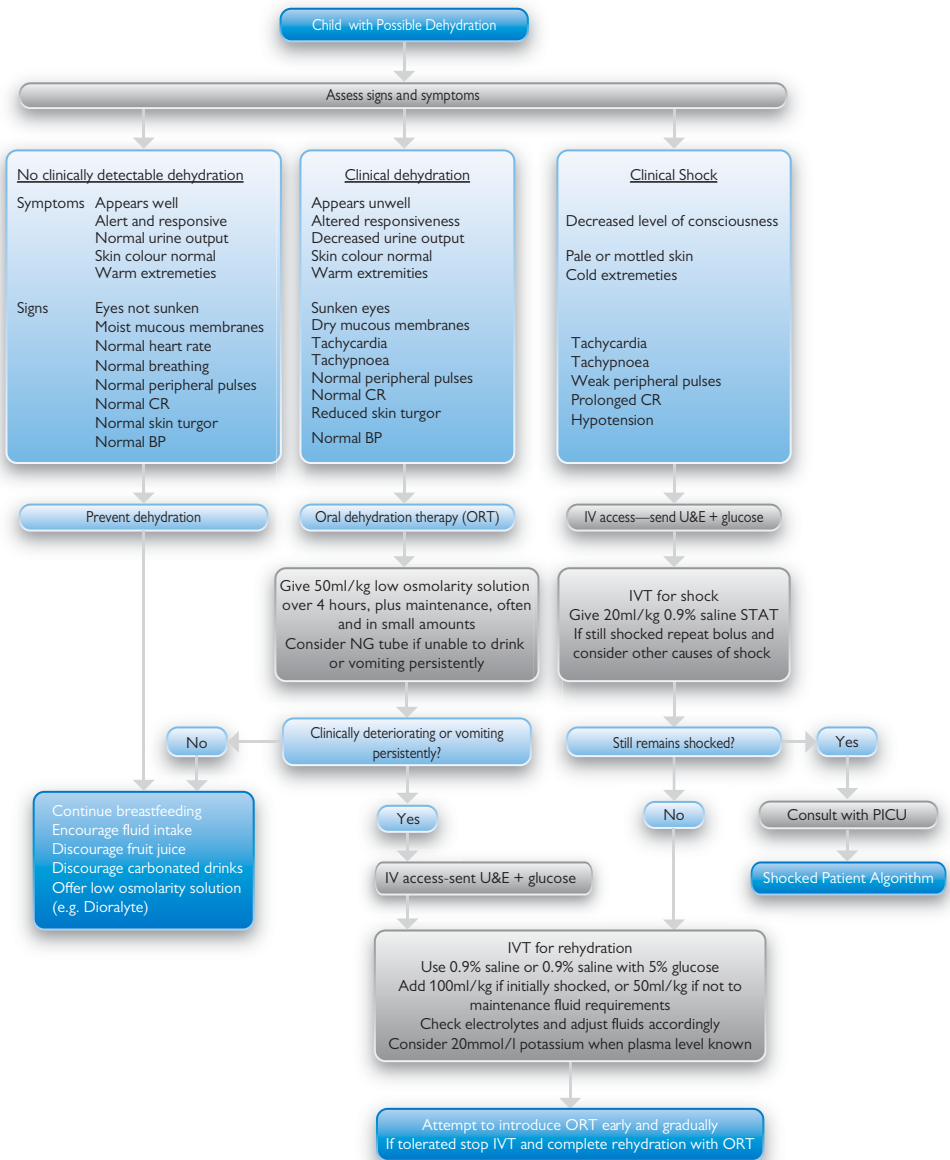 Child with Possible Dehydration
Assess signs and symptoms
No clinically detectable dehydration
Symptoms Appears well
Alert and responsive
Normal urine output
Skin colour normal
Warm extremeties
Signs Eyes not sunken
Moist mucous membranes
Normal heart rate
Normal breathing
Normal peripheral pulses
Normal CR
Normal skin turgor
Normal BP
Clinical dehydration
Appears unwell
Altered responsiveness
Decreased urine output
Skin colour normal
Warm extremities
Sunken eyes
Dry mucous membranes
Tachycardia
Tachypnoea
Normal peripheral pulses
Normal CR
Reduced skin turgor
Normal BP
Clinical Shock
Decreased level of consciousness
Pale or mottled skin
Cold extremeties
Tachycardia
Tachypnoea
Weak peripheral pulses
Prolonged CR
Hypotension
Prevent dehydration
Oral dehydration therapy (ORT)
IV access—send U&E + glucose
Give 50ml/kg low osmolarity solution
over 4 hours, plus maintenance, often
and in small amounts
Consider NG tube if unable to drink
or vomiting persistently
IVT for shock
Give 20ml/kg 0.9% saline STAT
If still shocked repeat bolus and
consider other causes of shock
No
Clinically deteriorating or vomiting
persistently?
Still remains shocked?
Yes
Continue breastfeeding
Encourage fluid intake
Discourage fruit juice
Discourage carbonated drinks
Offer low osmolarity solution
(e.g. Dioralyte)
Yes
No
Consult with PICU
IV access-sent U&E + glucose
Shocked Patient Algorithm
IVT for rehydration
Use 0.9% saline or 0.9% saline with 5% glucose
Add 100ml/kg if initially shocked, or 50ml/kg if not to
maintenance fluid requirements
Check electrolytes and adjust fluids accordingly
Consider 20mmol/l potassium when plasma level known
Attempt to introduce ORT early and gradually
If tolerated stop IVT and complete rehydration with ORT